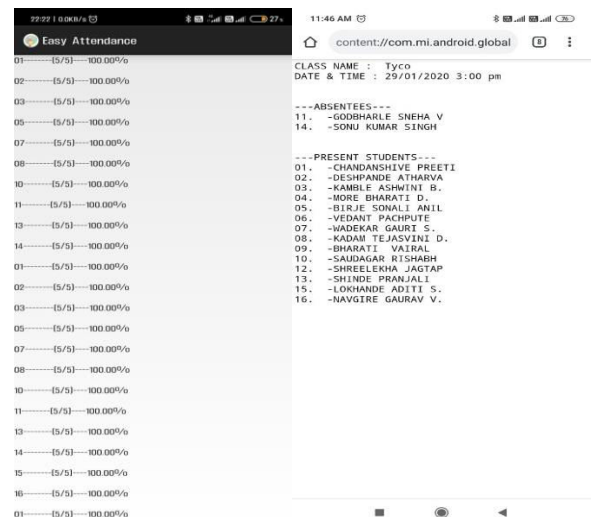 22:22 | 0.0KB/s
27%
Easy Attendance
01--------(5/5)----100.00%
02--------(5/5)----100.00%
03--------(5/5)----100.00%
05--------(5/5)----100.00%
07--------(5/5)----100.00%
08--------(5/5)----100.00%
10--------(5/5)----100.00%
11--------(5/5)----100.00%
13--------(5/5)----100.00%
14--------(5/5)----100.00%
01--------(5/5)----100.00%
02--------(5/5)----100.00%
03--------(5/5)----100.00%
05--------(5/5)----100.00%
07--------(5/5)----100.00%
08--------(5/5)----100.00%
10--------(5/5)----100.00%
11--------(5/5)----100.00%
13--------(5/5)----100.00%
14--------(5/5)----100.00%
15--------(5/5)----100.00%
16--------(5/5)----100.00%
01--------(5/5)----100.00%
11:46 AM
76
content://com.mi.android.global
8
CLASS NAME : Tyco
DATE & TIME : 29/01/2020 3:00 pm
---ABSENTEES---
11. -GODBHARLE SNEHA V
14. -SONU KUMAR SINGH
---PRESENT STUDENTS---
01. -CHANDANSHIVE PREETI
02. -DESHPANDE ATHARVA
03. -KAMBLE ASHWINI B.
04. -MORE BHARATI D.
05. -BIRJE SONALI ANIL
06. -VEDANT PACHPUTE
07. -WADEKAR GAURI S.
08. -KADAM TEJASVINI D.
09. -BHARATI VAIRAL
10. -SAUDAGAR RISHABH
12. -SHREELEKHA JAGTAP
13. -SHINDE PRANJALI
15. -LOKHANDE ADITI S.
16. -NAVGIRE GAURAV V.